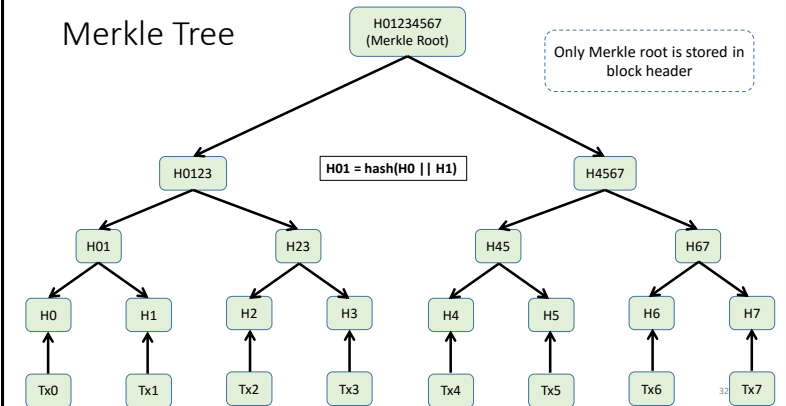 Merkle Tree
H01234567
(Merkle Root)
Only Merkle root is stored in
block header
H0123
H01 = hash(H0 || H1)
H4567
H01
H23
H45
H67
H0
H1
H2
H3
H4
H5
H6
H7
Tx0
Tx1
Tx2
Tx3
Tx4
Tx5
Tx6
32
Tx7